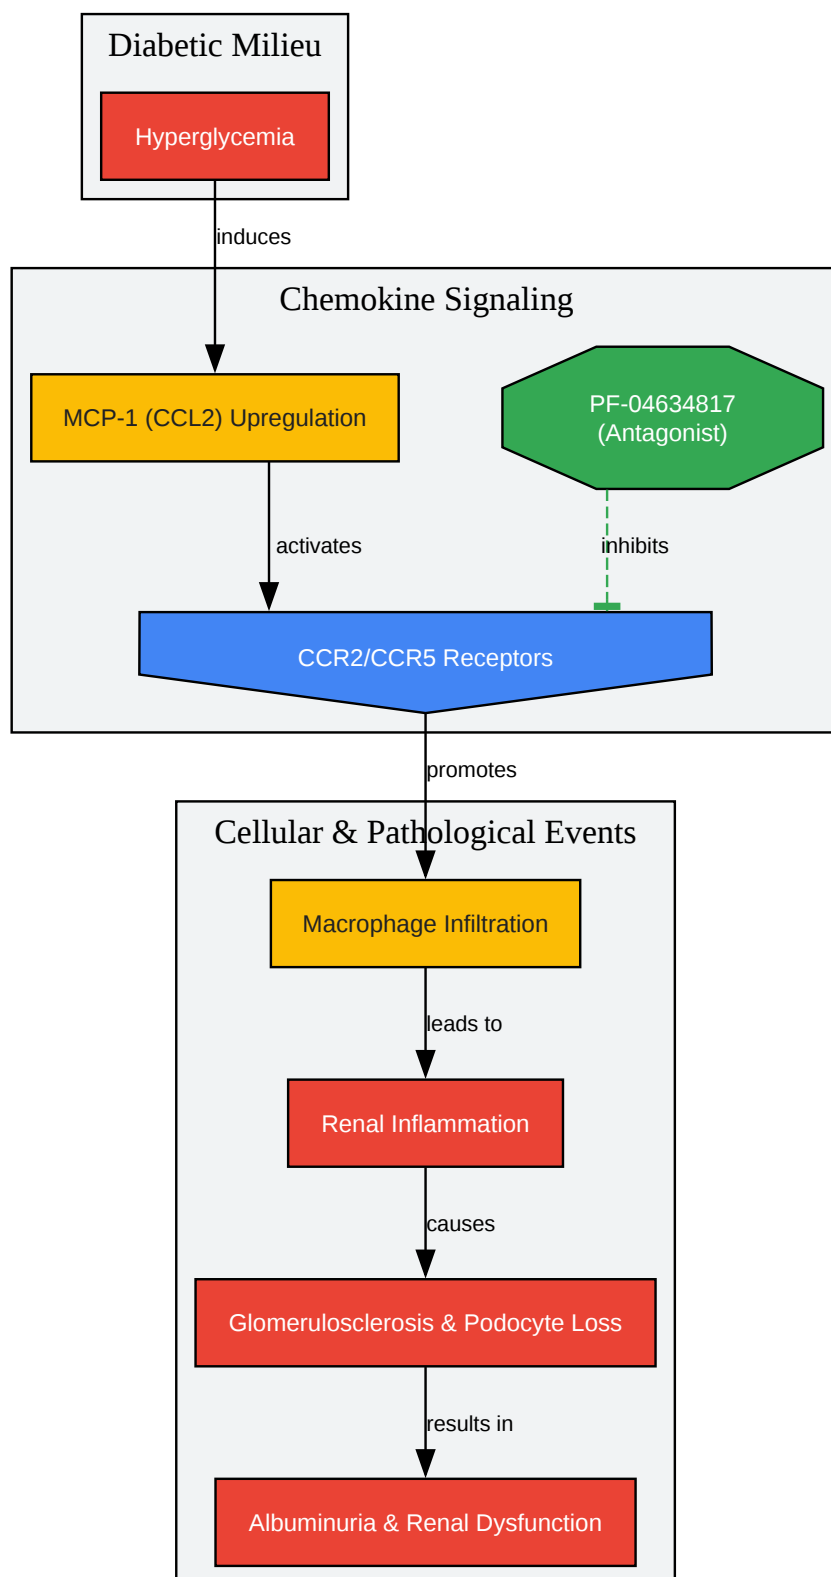 Diabetic Milieu
Hyperglycemia
induces
Chemokine Signaling
MCP-1 (CCL2) Upregulation
PF-04634817
(Antagonist)
activates
inhibits
CCR2/CCR5 Receptors
promotes
Cellular & Pathological Events
Macrophage Infiltration
leads to
Renal Inflammation
causes
Glomerulosclerosis & Podocyte Loss
results in
Albuminuria & Renal Dysfunction